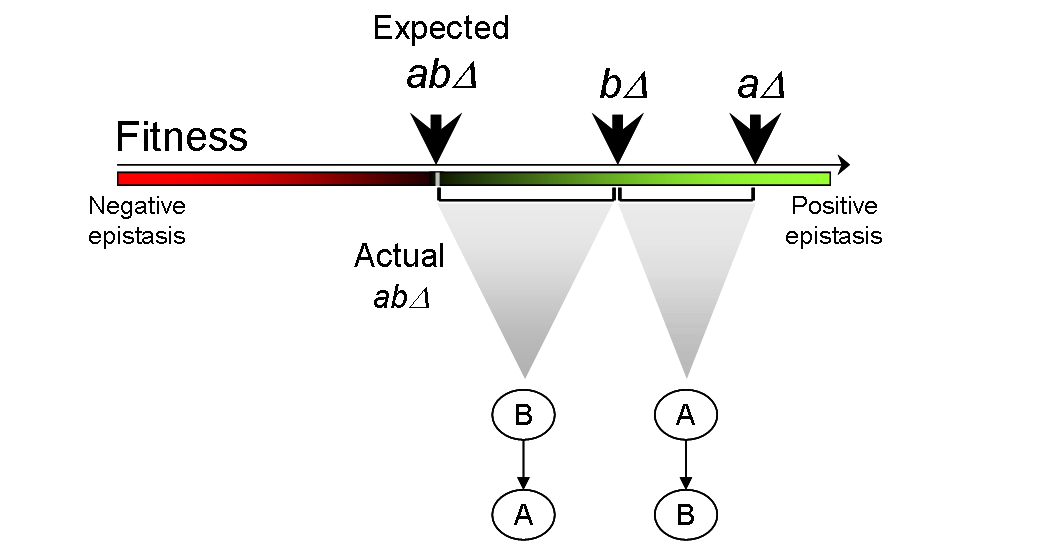 Expected
abΔ
bΔ
aΔ
Fitness
Negative
epistasis
Positive
epistasis
Actual
abΔ
B
A
A
B